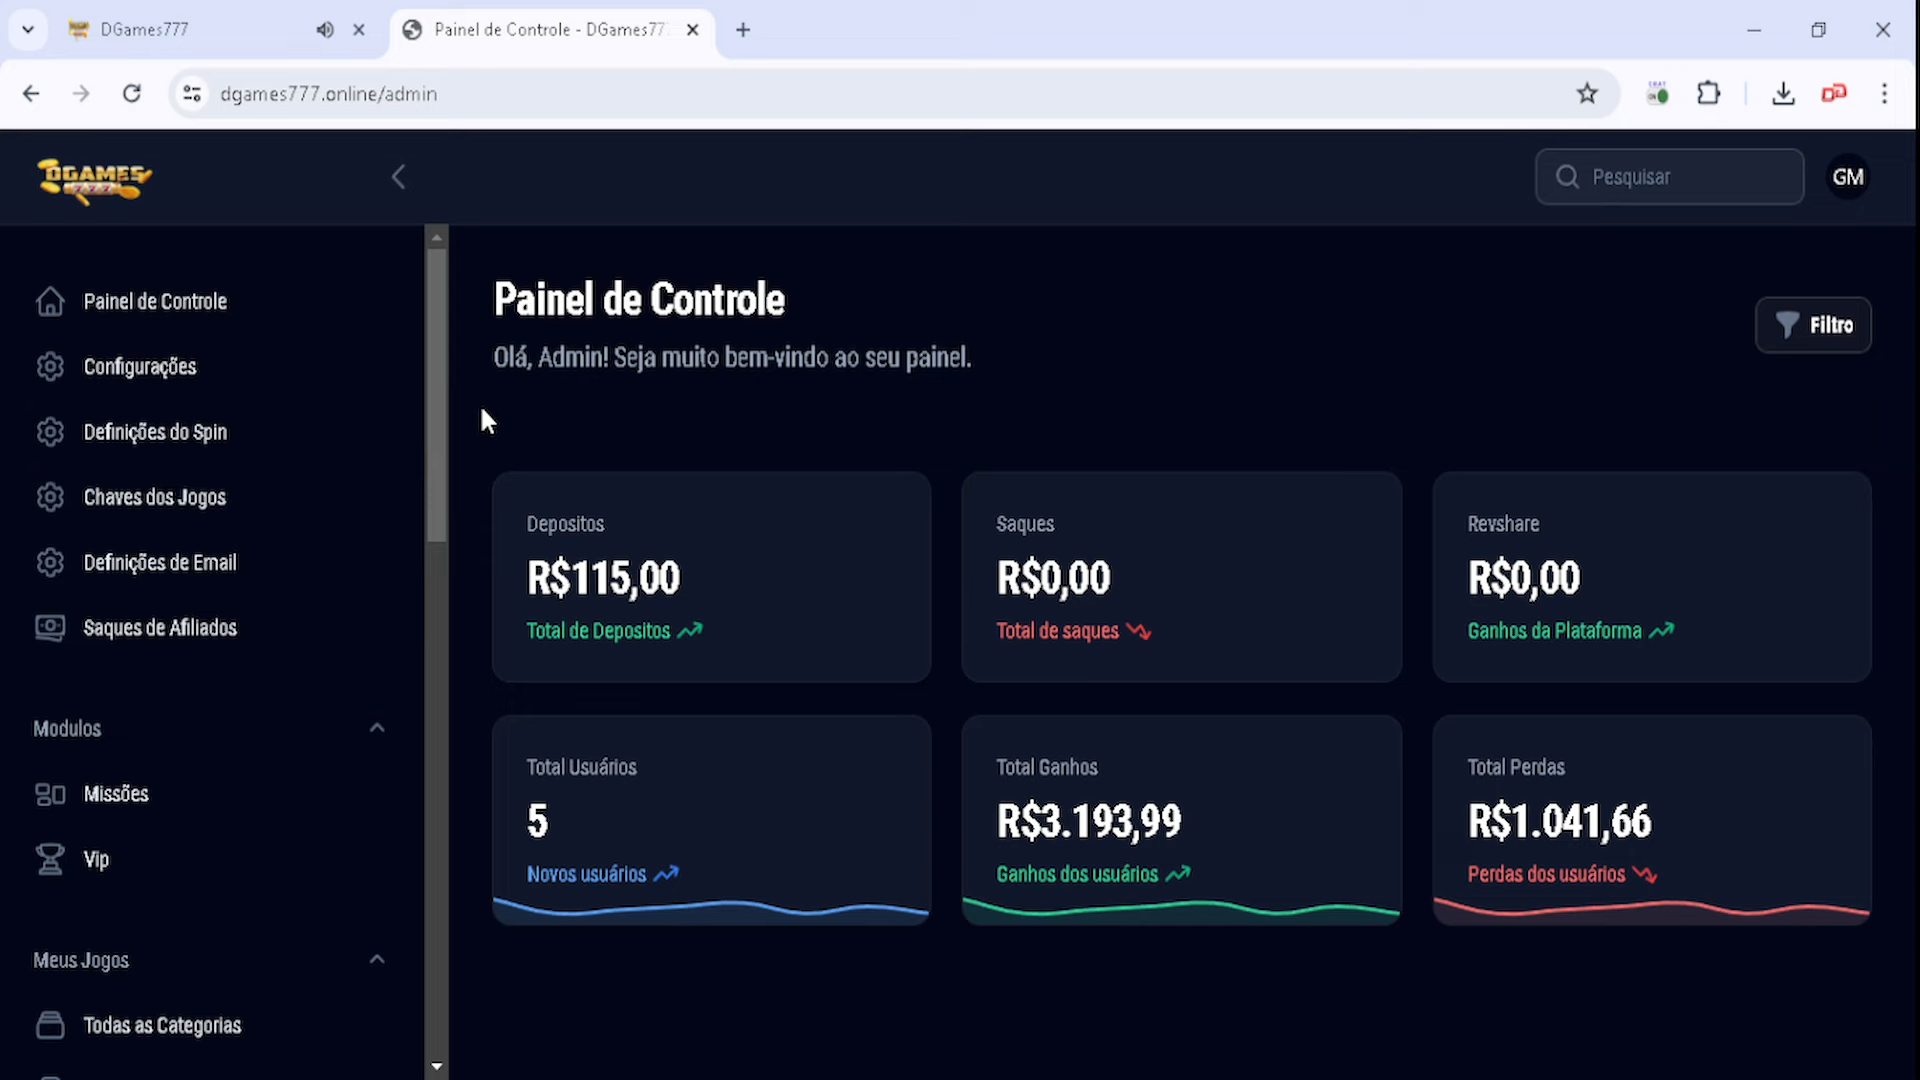 DGames777
Painel de Controle - DGames77
dgames777.online/admin
CHAT
ON
DGAMES
777
Pesquisar
GM
Painel de Controle
Configurações
Definições do Spin
Chaves dos Jogos
Definições de Email
Saques de Afiliados
Modulos
Missões
Vip
Meus Jogos
Todas as Categorias
Painel de Controle
Olá, Admin! Seja muito bem-vindo ao seu painel.
Filtro
Depositos
R$115,00
Total de Depositos
Saques
R$0,00
Total de saques
Revshare
R$0,00
Ganhos da Plataforma
Total Usuários
5
Novos usuários
Total Ganhos
R$3.193,99
Ganhos dos usuários
Total Perdas
R$1.041,66
Perdas dos usuários